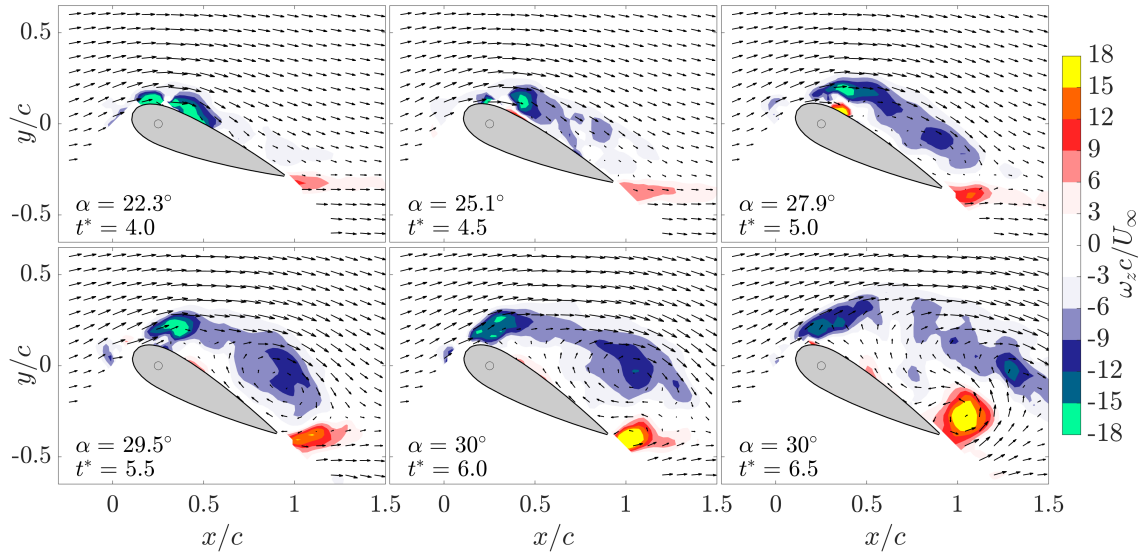 0.5
0
-0.5
y/c
α = 22.3°
t* = 4.0
α = 25.1°
t* = 4.5
α = 27.9°
t* = 5.0
0.5
0
-0.5
y/c
α = 29.5°
t* = 5.5
α = 30°
t* = 6.0
α = 30°
t* = 6.5
0 0.5 1 1.5
0 0.5 1 1.5
0 0.5 1 1.5
x/c
x/c
x/c
18
15
12
9
6
3
0
-3
-6
-9
-12
-15
-18
ω_z c/U_∞